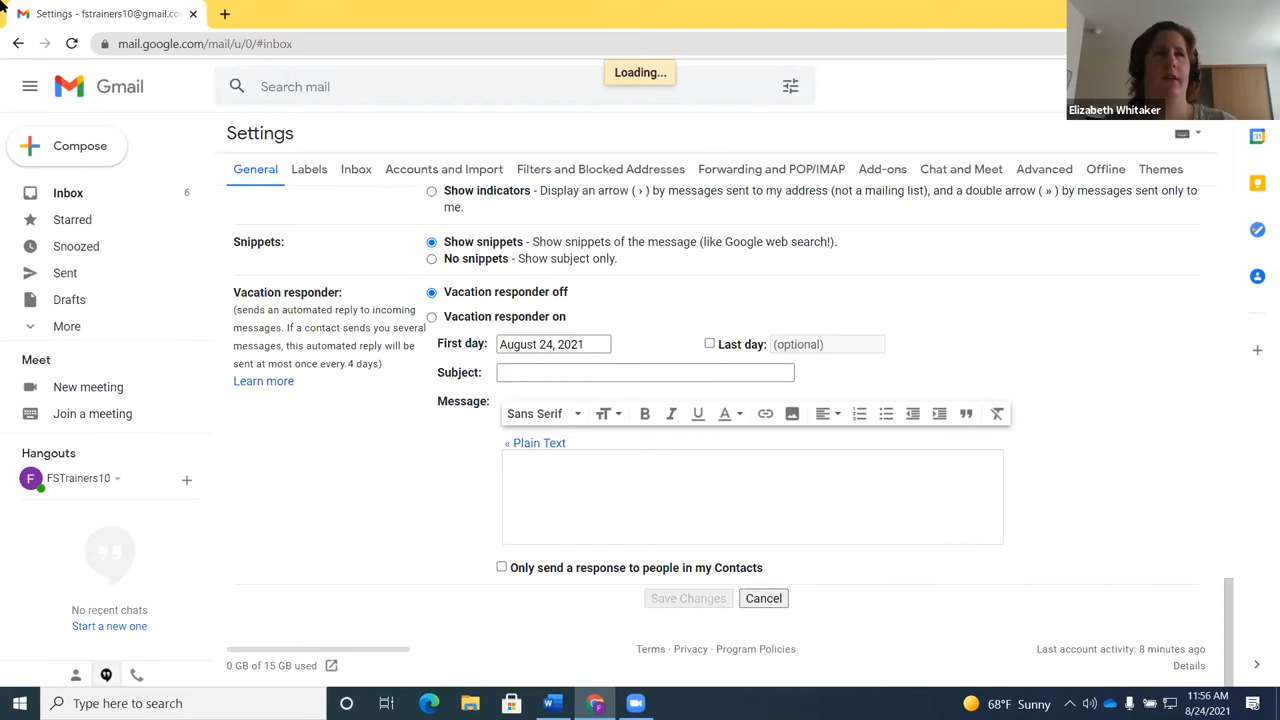 Settings - fstrainers10@gmail.co
mail.google.com/mail/u/0/#inbox
Gmail
Search mail
Loading...
Elizabeth Whitaker
Compose
Inbox 6
Starred
Snoozed
Sent
Drafts
More
Meet
New meeting
Join a meeting
Hangouts
F FSTrainers10
No recent chats
Start a new one
Settings
General Labels Inbox Accounts and Import Filters and Blocked Addresses Forwarding and POP/IMAP Add-ons Chat and Meet Advanced Offline Themes
Show indicators - Display an arrow ( › ) by messages sent to my address (not a mailing list), and a double arrow ( » ) by messages sent only to
me.
Snippets:
Show snippets - Show snippets of the message (like Google web search!).
No snippets - Show subject only.
Vacation responder:
(sends an automated reply to incoming
messages. If a contact sends you several
messages, this automated reply will be
sent at most once every 4 days)
Learn more
Vacation responder off
Vacation responder on
First day: August 24, 2021 Last day: (optional)
Subject:
Message:
Sans Serif
« Plain Text
Only send a response to people in my Contacts
Save Changes Cancel
0 GB of 15 GB used
Terms · Privacy · Program Policies
Last account activity: 8 minutes ago
Details
Type here to search
68°F Sunny
11:56 AM
8/24/2021